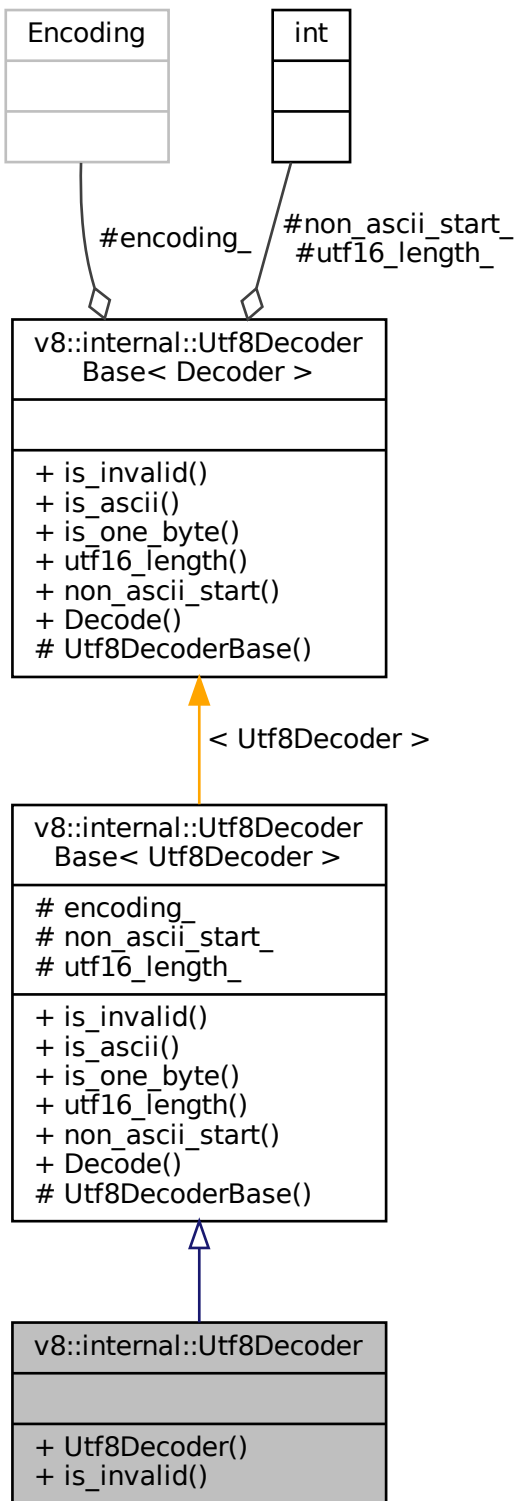 Encoding
int
#encoding_
#non_ascii_start_
#utf16_length_
v8::internal::Utf8Decoder
Base< Decoder >
+ is_invalid()
+ is_ascii()
+ is_one_byte()
+ utf16_length()
+ non_ascii_start()
+ Decode()
# Utf8DecoderBase()
< Utf8Decoder >
v8::internal::Utf8Decoder
Base< Utf8Decoder >
# encoding_
# non_ascii_start_
# utf16_length_
+ is_invalid()
+ is_ascii()
+ is_one_byte()
+ utf16_length()
+ non_ascii_start()
+ Decode()
# Utf8DecoderBase()
v8::internal::Utf8Decoder
+ Utf8Decoder()
+ is_invalid()